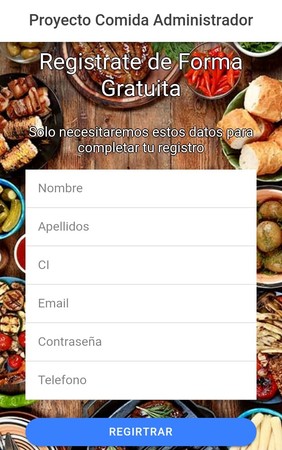 Proyecto Comida Administrador
Registrate de Forma
Gratuita
Sólo necesitaremos estos datos para
completar tu registro
Nombre
Apellidos
CI
Email
Contraseña
Telefono
REGIRTRAR